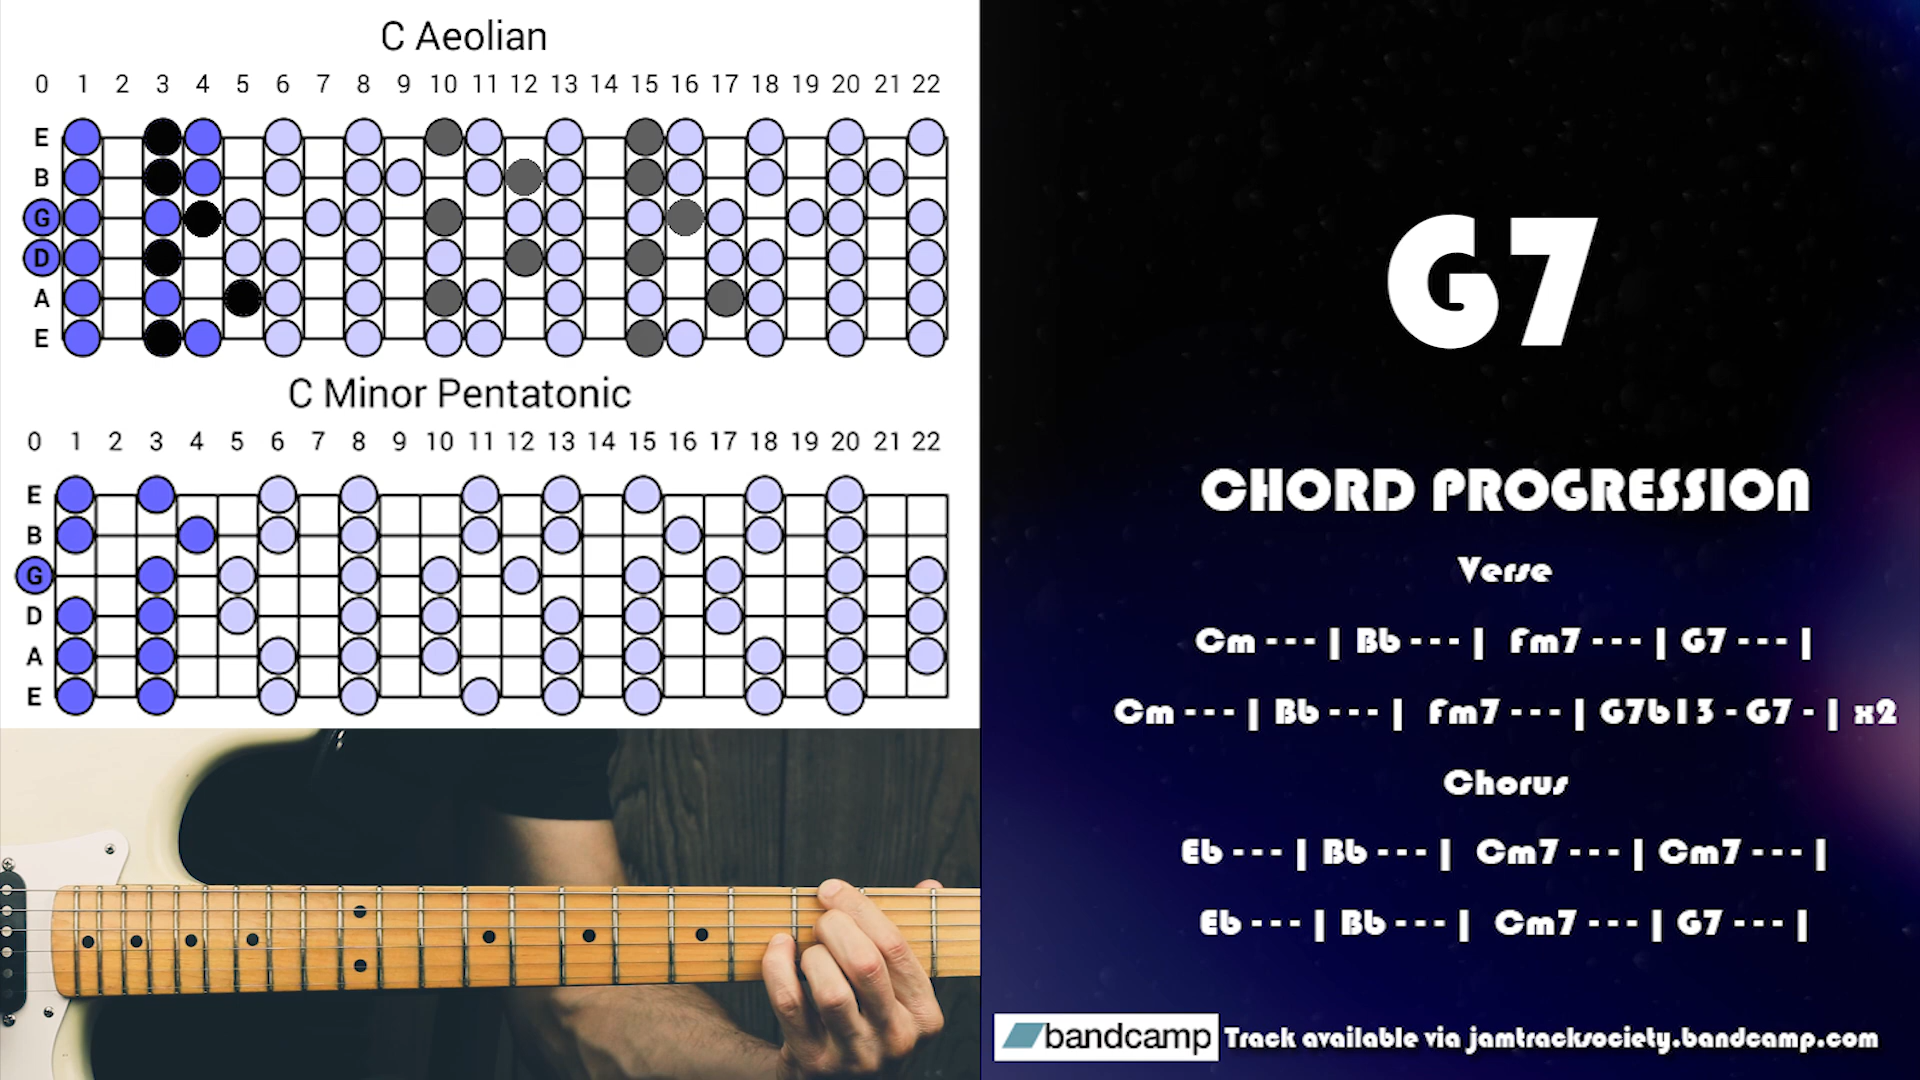 C Aeolian
0 1 2 3 4 5 6 7 8 9 10 11 12 13 14 15 16 17 18 19 20 21 22
E
B
G
D
A
E
C Minor Pentatonic
0 1 2 3 4 5 6 7 8 9 10 11 12 13 14 15 16 17 18 19 20 21 22
E
B
G
D
A
E
G7
CHORD PROGRESSION
Verse
Cm - - - | Bb - - - | Fm7 - - - | G7 - - - |
Cm - - - | Bb - - - | Fm7 - - - | G7b13 - G7 - | x2
Chorus
Eb - - - | Bb - - - | Cm7 - - - | Cm7 - - - |
Eb - - - | Bb - - - | Cm7 - - - | G7 - - - |
bandcamp Track available via jamtracksociety.bandcamp.com